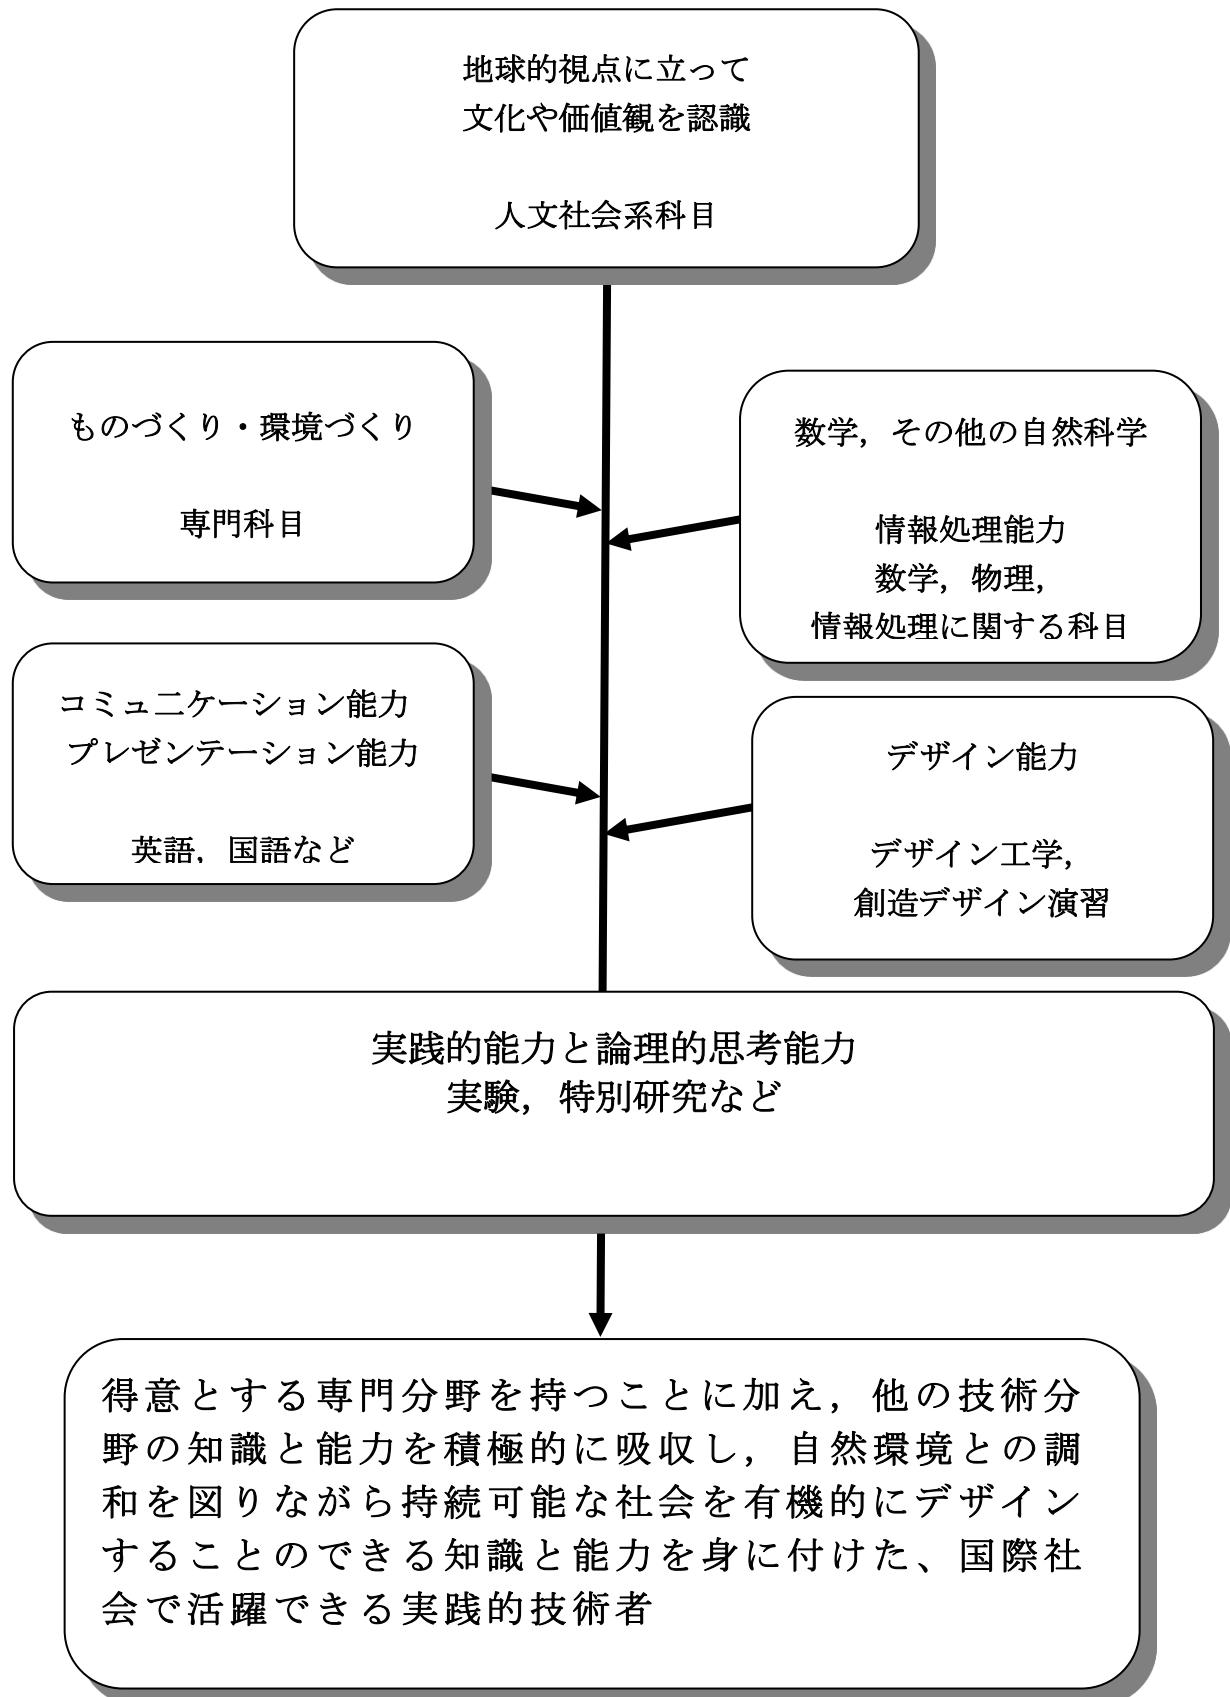 地球的視点に立って
文化や価値観を認識
人文社会系科目
ものづくり・環境づくり
専門科目
数学，その他の自然科学
情報処理能力
数学，物理，
情報処理に関する科目
コミュニケーション能力
プレゼンテーション能力
英語，国語など
デザイン能力
デザイン工学，
創造デザイン演習
実践的能力と論理的思考能力
実験，特別研究など
得意とする専門分野を持つことに加え，他の技術分
野の知識と能力を積極的に吸収し，自然環境との調
和を図りながら持続可能な社会を有機的にデザイン
することのできる知識と能力を身に付けた、国際社
会で活躍できる実践的技術者